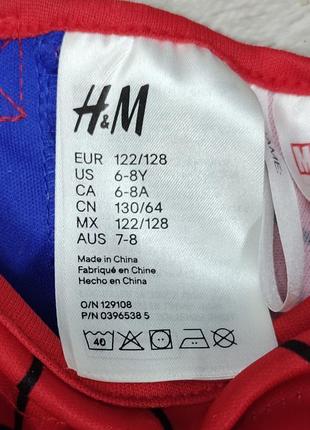 H&M
EUR 122/128
US 6-8Y
CA 6-8A
CN 130/64
MX 122/128
AUS 7-8
Made in China
Fabriqué en Chine
Hecho en China
O/N 129108
P/N 0396538 5
40
NAME
M